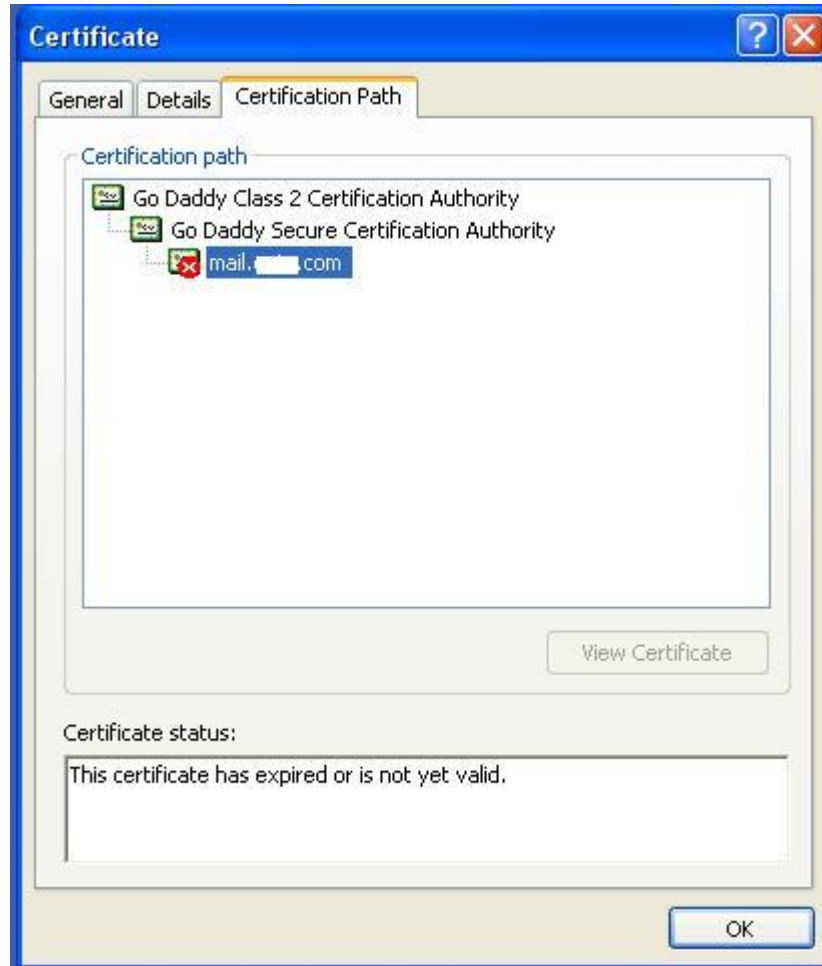 Certificate
General Details Certification Path
Certification path
Go Daddy Class 2 Certification Authority
Go Daddy Secure Certification Authority
mail. .com
View Certificate
Certificate status:
This certificate has expired or is not yet valid.
OK